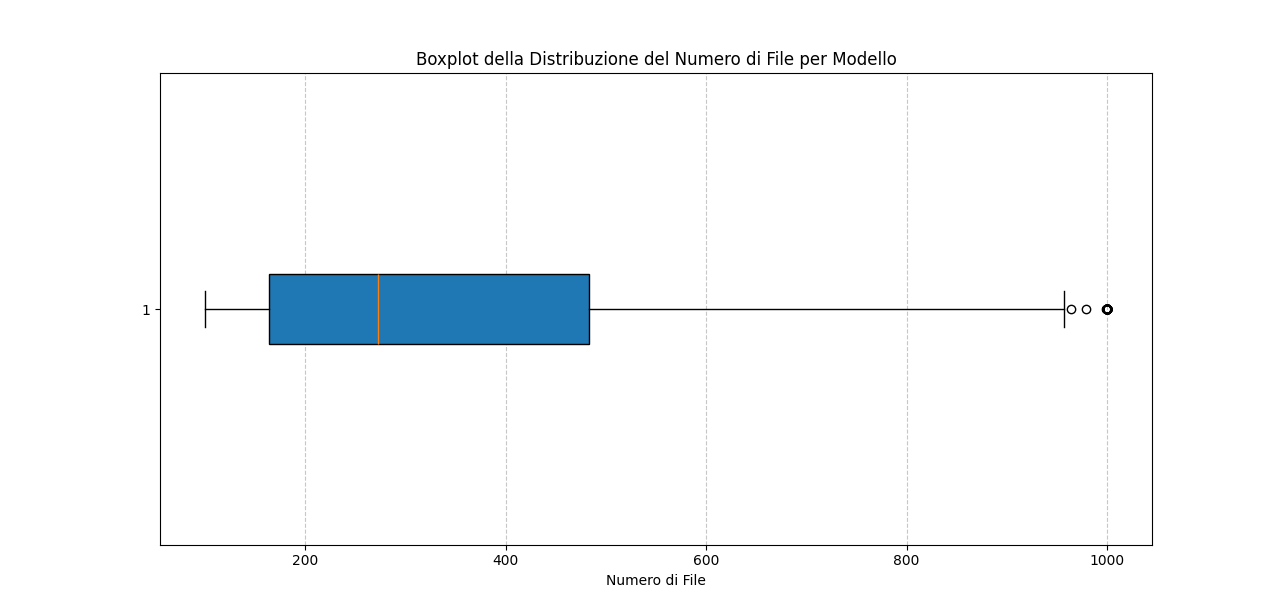 Boxplot della Distribuzione del Numero di File per Modello
1
200 400 600 800 1000
Numero di File